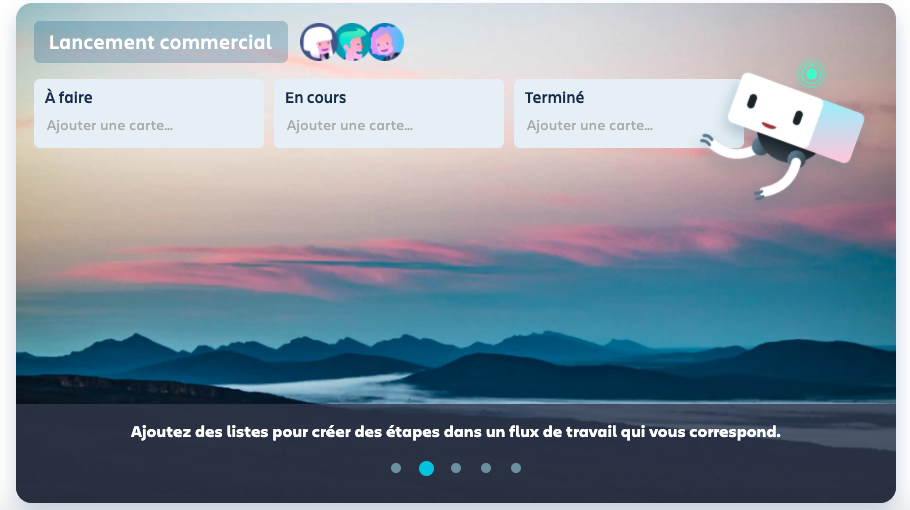 Lancement commercial
À faire
En cours
Terminé
Ajouter une carte...
Ajouter une carte...
Ajouter une carte...
Ajoutez des listes pour créer des étapes dans un flux de travail qui vous correspond.